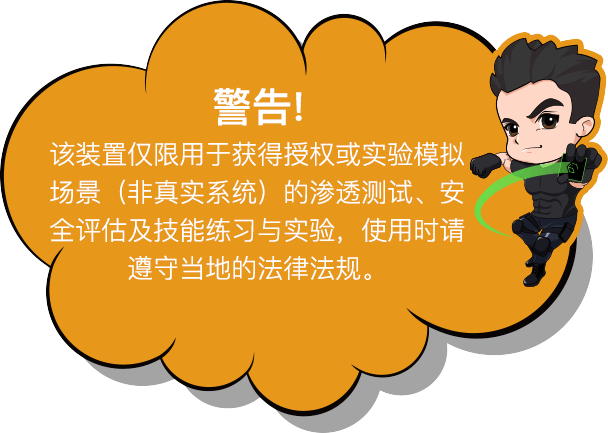 警告!
该装置仅限用于获得授权或实验模拟
场景（非真实系统）的渗透测试、安
全评估及技能练习与实验，使用时请
遵守当地的法律法规。